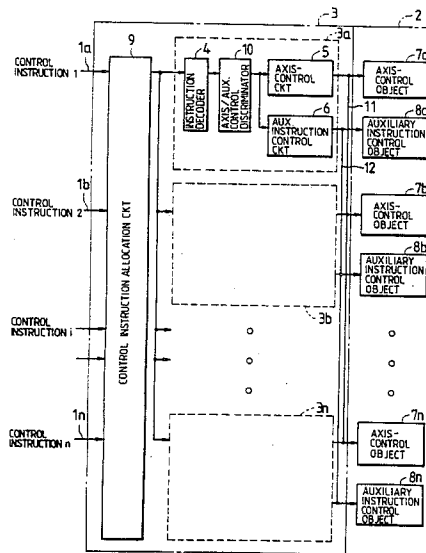 3
2
1a
9
3a
4
10
5
7a
CONTROL
INSTRUCTION 1
INSTRUCTION
DECODER
AXIS/AUX.
CONTROL
DISCRIMINATOR
AXIS-
CONTROL
CKT
AXIS-
CONTROL
OBJECT
11
6
8a
AUX.
INSTRUCTION
CONTROL
CKT
AUXILIARY
INSTRUCTION
CONTROL
OBJECT
12
1b
7b
CONTROL
INSTRUCTION 2
AXIS-
CONTROL
OBJECT
CONTROL INSTRUCTION ALLOCATION CKT
8b
AUXILIARY
INSTRUCTION
CONTROL
OBJECT
3b
CONTROL
INSTRUCTION i
1n
3n
7n
CONTROL
INSTRUCTION n
AXIS-
CONTROL
OBJECT
8n
AUXILIARY
INSTRUCTION
CONTROL
OBJECT